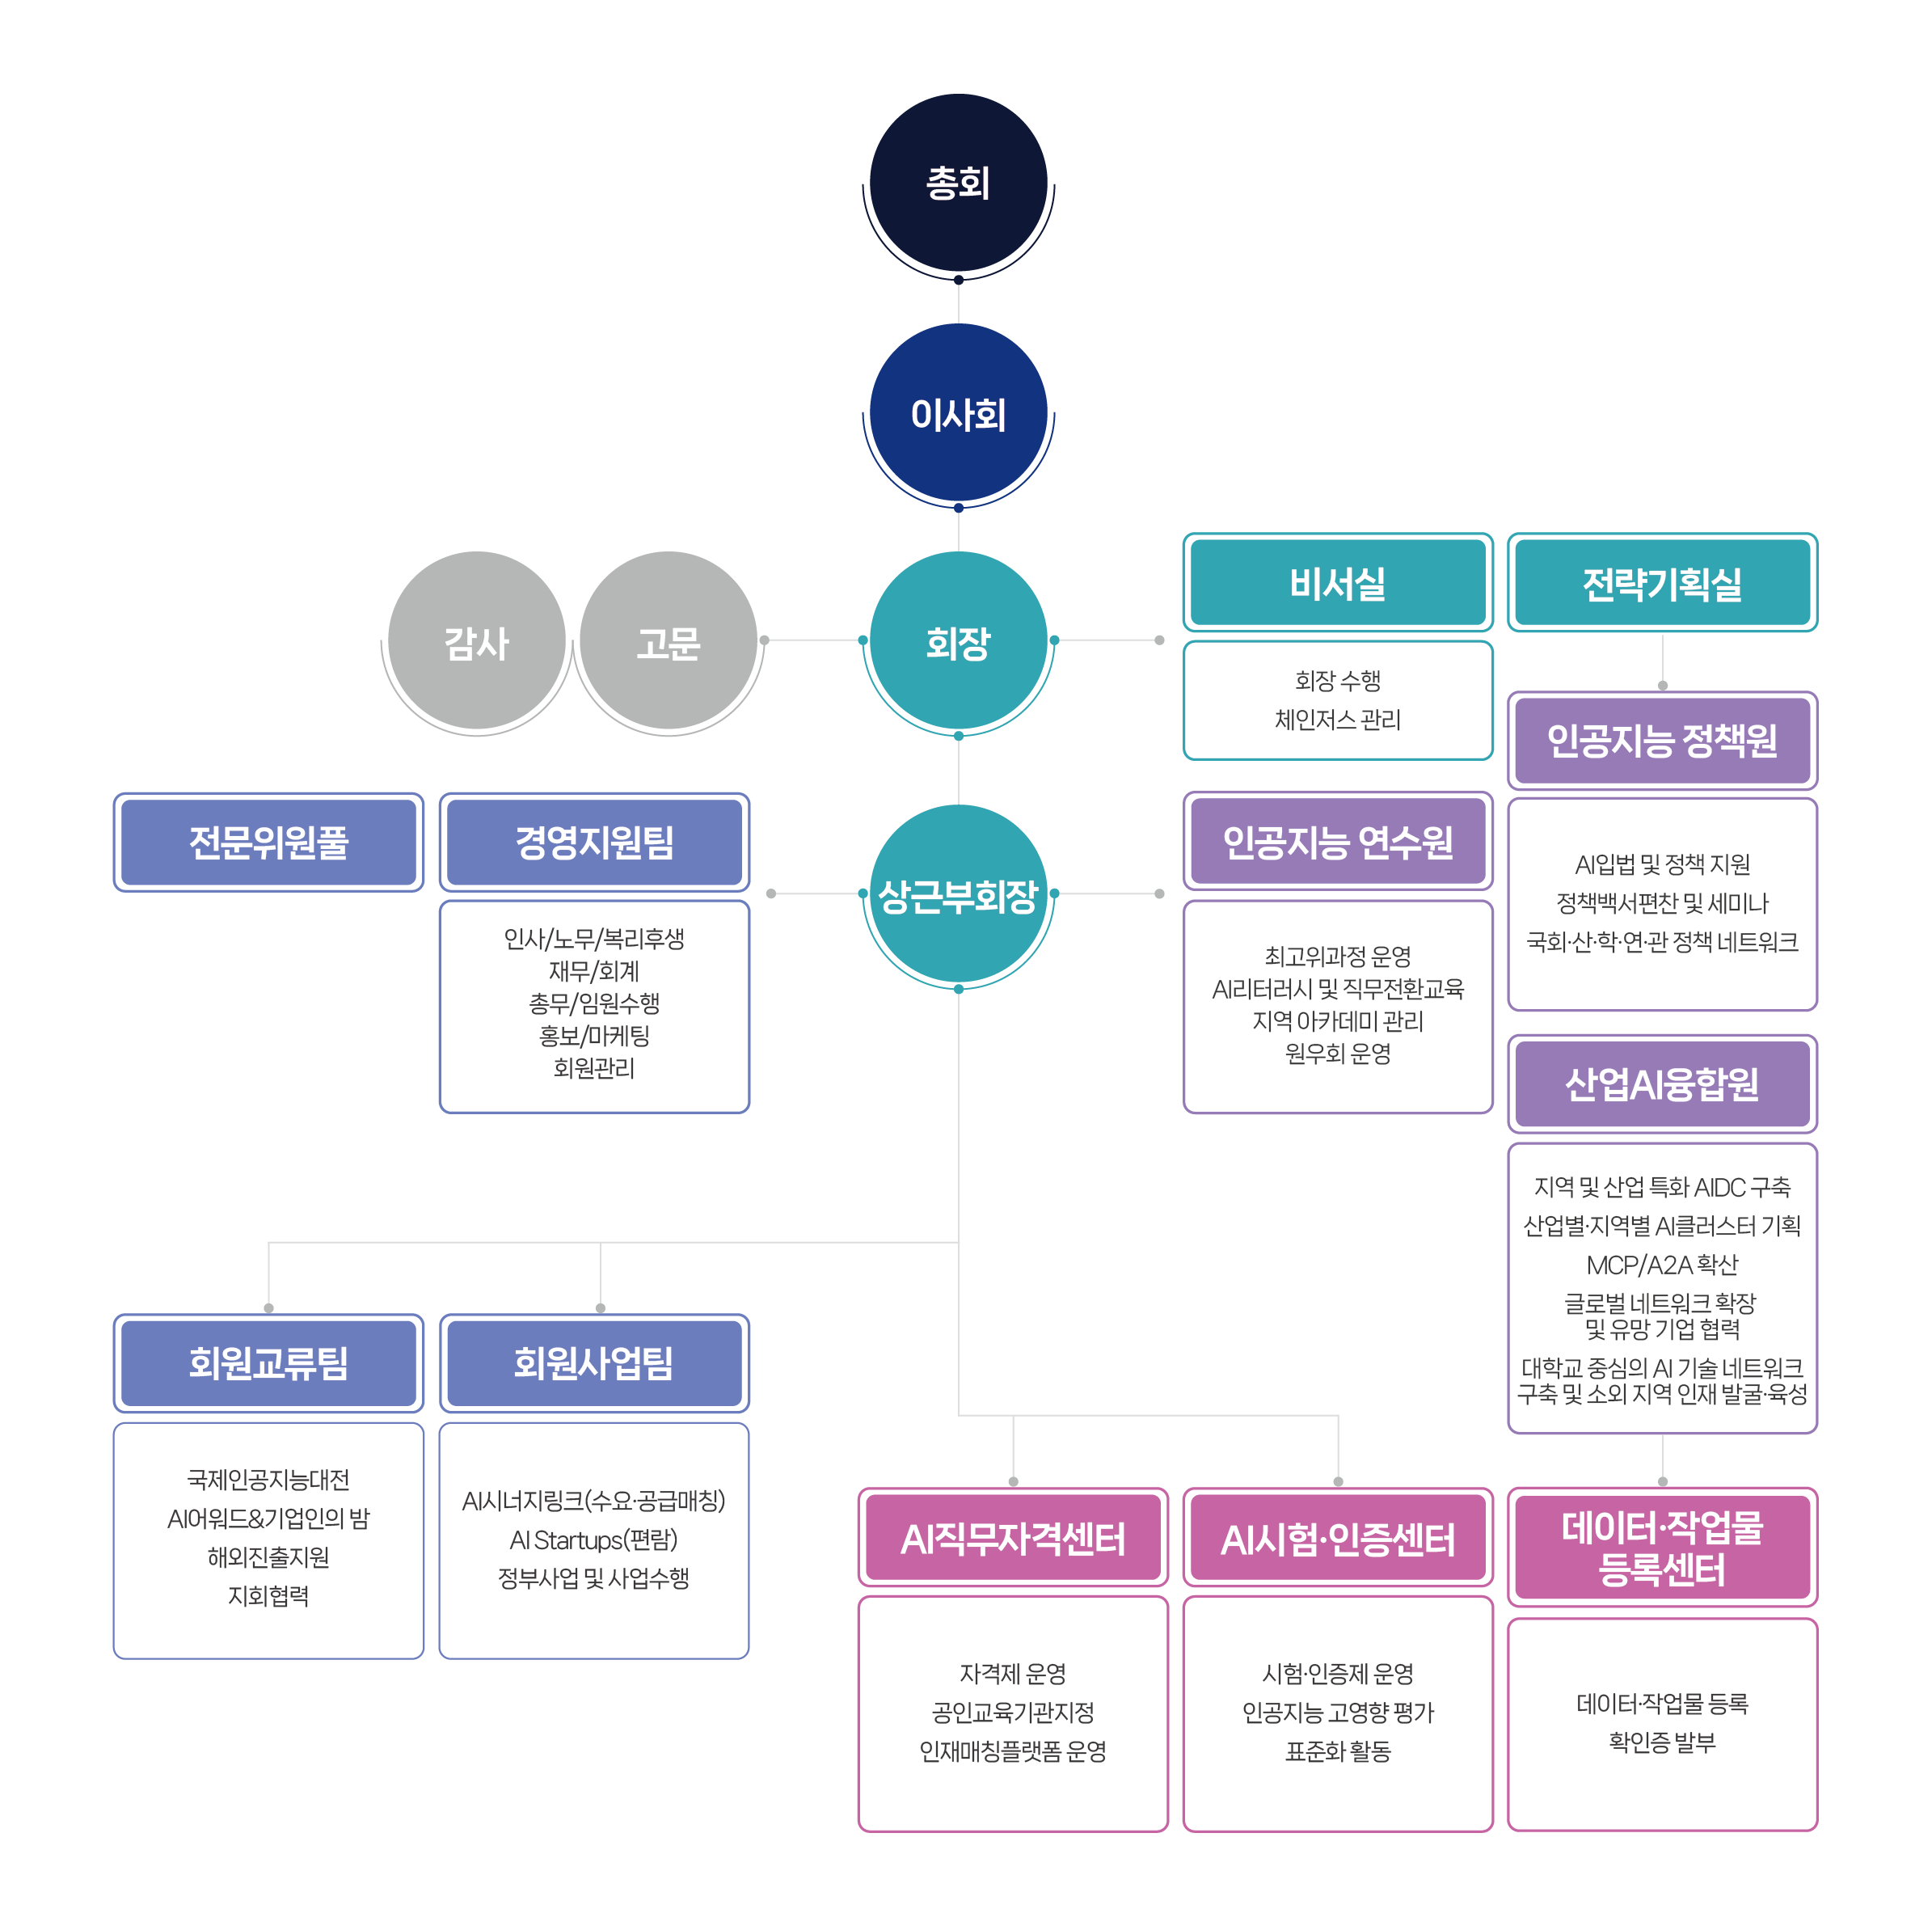 총회
이사회
감사
고문
회장
비서실
회장 수행
체인저스 관리
전략기획실
인공지능 정책원
AI입법 및 정책 지원
정책백서편찬 및 세미나
국회·산·학·연·관 정책 네트워크
전문위원풀
경영지원팀
인사/노무/복리후생
재무/회계
총무/임원수행
홍보/마케팅
회원관리
상근부회장
인공지능 연수원
최고위과정 운영
AI리터러시 및 직무전환교육
지역 아카데미 관리
원우회 운영
산업AI융합원
지역 및 산업 특화 AIDC 구축
산업별·지역별 AI클러스터 기획
MCP/A2A 확산
글로벌 네트워크 확장
및 유망 기업 협력
대학교 중심의 AI 기술 네트워크
구축 및 소외 지역 인재 발굴·육성
회원교류팀
국제인공지능대전
AI어워드&기업인의 밤
해외진출지원
지회협력
회원사업팀
AI시너지링크(수요·공급매칭)
AI Startups(펀딩)
정부사업 및 사업수행
AI직무자격센터
자격제 운영
공인교육기관지정
인재매칭플랫폼 운영
AI시험·인증센터
시험·인증제 운영
인공지능 고영향 평가
표준화 활동
데이터·작업물
등록센터
데이터·작업물 등록
확인증 발부